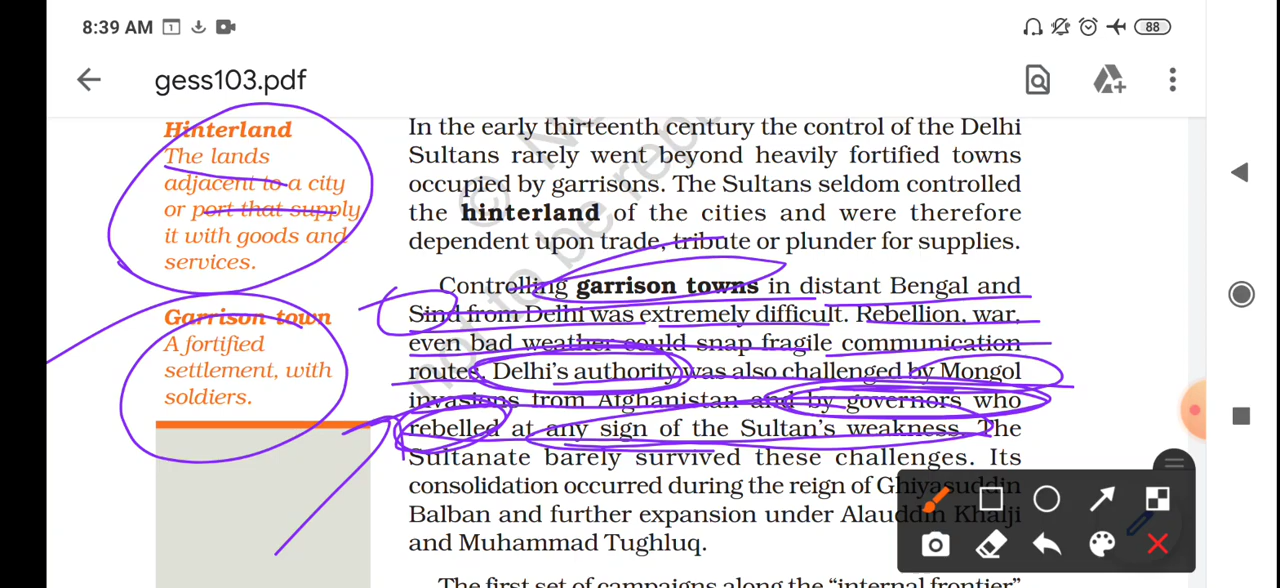 8:39 AM
88
gess103.pdf
Hinterland
The lands
adjacent to a city
or port that supply
it with goods and
services.
Garrison town
A fortified
settlement, with
soldiers.
In the early thirteenth century the control of the Delhi
Sultans rarely went beyond heavily fortified towns
occupied by garrisons. The Sultans seldom controlled
the hinterland of the cities and were therefore
dependent upon trade, tribute or plunder for supplies.
Controlling garrison towns in distant Bengal and
Sind from Delhi was extremely difficult. Rebellion, war,
even bad weather could snap fragile communication
routes. Delhi's authority was also challenged by Mongol
invasions from Afghanistan and by governors who
rebelled at any sign of the Sultan's weakness. The
Sultanate barely survived these challenges. Its
consolidation occurred during the reign of Ghiyasuddin
Balban and further expansion under Alauddin Khalji
and Muhammad Tughluq.
The first set of campaigns along the "internal frontier"